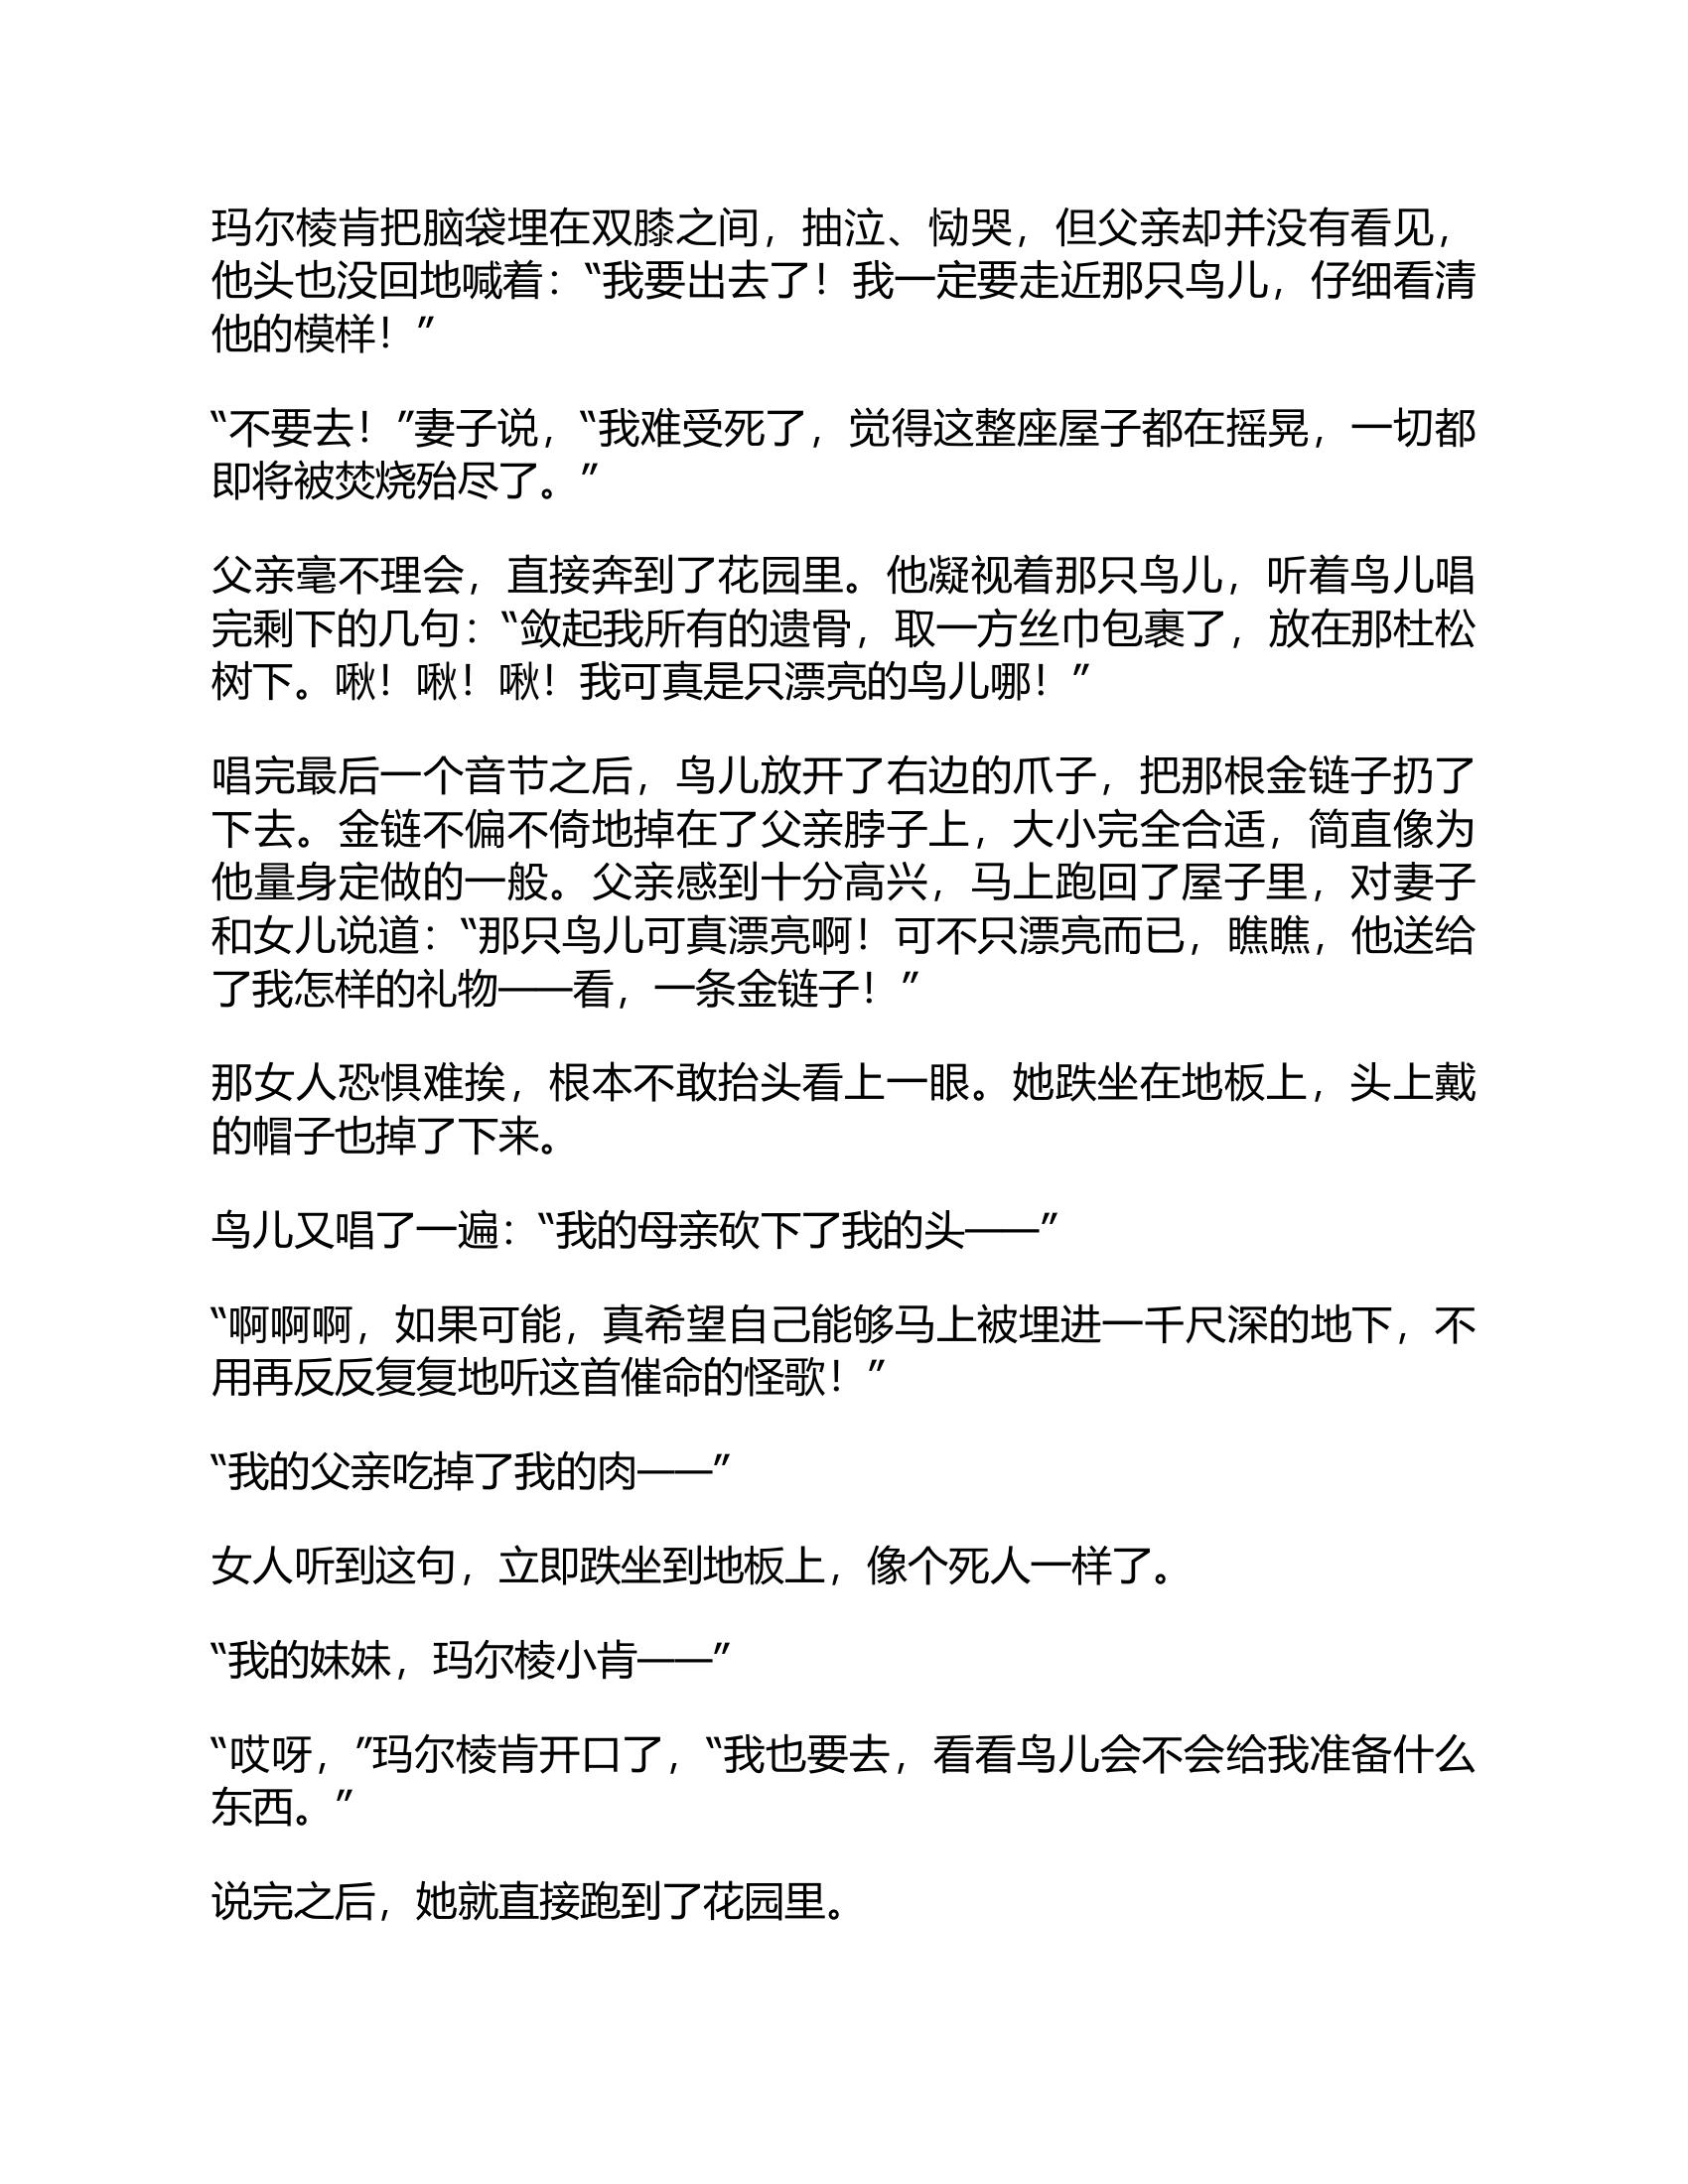 玛尔棱肯把脑袋埋在双膝之间，抽泣、恸哭，但父亲却并没有看见，
他头也没回地喊着：“我要出去了！我一定要走近那只鸟儿，仔细看清
他的模样！”
“不要去！”妻子说，“我难受死了，觉得这整座屋子都在摇晃，一切都
即将被焚烧殆尽了。”
父亲毫不理会，直接奔到了花园里。他凝视着那只鸟儿，听着鸟儿唱
完剩下的几句：“敛起我所有的遗骨，取一方丝巾包裹了，放在那杜松
树下。啾！啾！啾！我可真是只漂亮的鸟儿哪！”
唱完最后一个音节之后，鸟儿放开了右边的爪子，把那根金链子扔了
下去。金链不偏不倚地掉在了父亲脖子上，大小完全合适，简直像为
他量身定做的一般。父亲感到十分高兴，马上跑回了屋子里，对妻子
和女儿说道：“那只鸟儿可真漂亮啊！可不只漂亮而已，瞧瞧，他送给
了我怎样的礼物——看，一条金链子！”
那女人恐惧难挨，根本不敢抬头看上一眼。她跌坐在地板上，头上戴
的帽子也掉了下来。
鸟儿又唱了一遍：“我的母亲砍下了我的头——”
“啊啊啊，如果可能，真希望自己能够马上被埋进一千尺深的地下，不
用再反反复复地听这首催命的怪歌！”
“我的父亲吃掉了我的肉——”
女人听到这句，立即跌坐到地板上，像个死人一样了。
“我的妹妹，玛尔棱小肯——”
“哎呀，”玛尔棱肯开口了，“我也要去，看看鸟儿会不会给我准备什么
东西。”
说完之后，她就直接跑到了花园里。